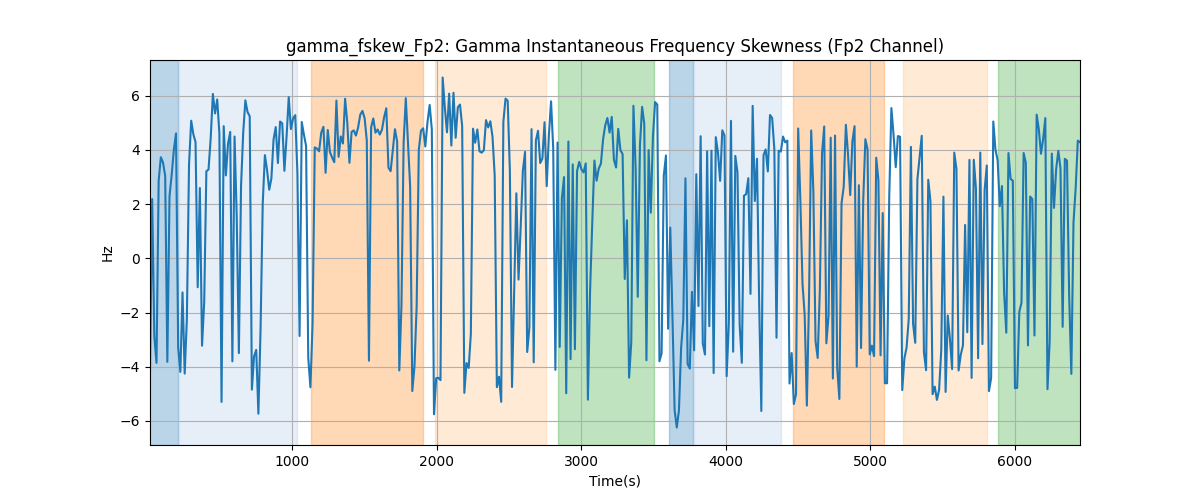 gamma_fskew_Fp2: Gamma Instantaneous Frequency Skewness (Fp2 Channel)
6
4
2
0
−2
−4
−6
Hz
1000 2000 3000 4000 5000 6000
Time(s)